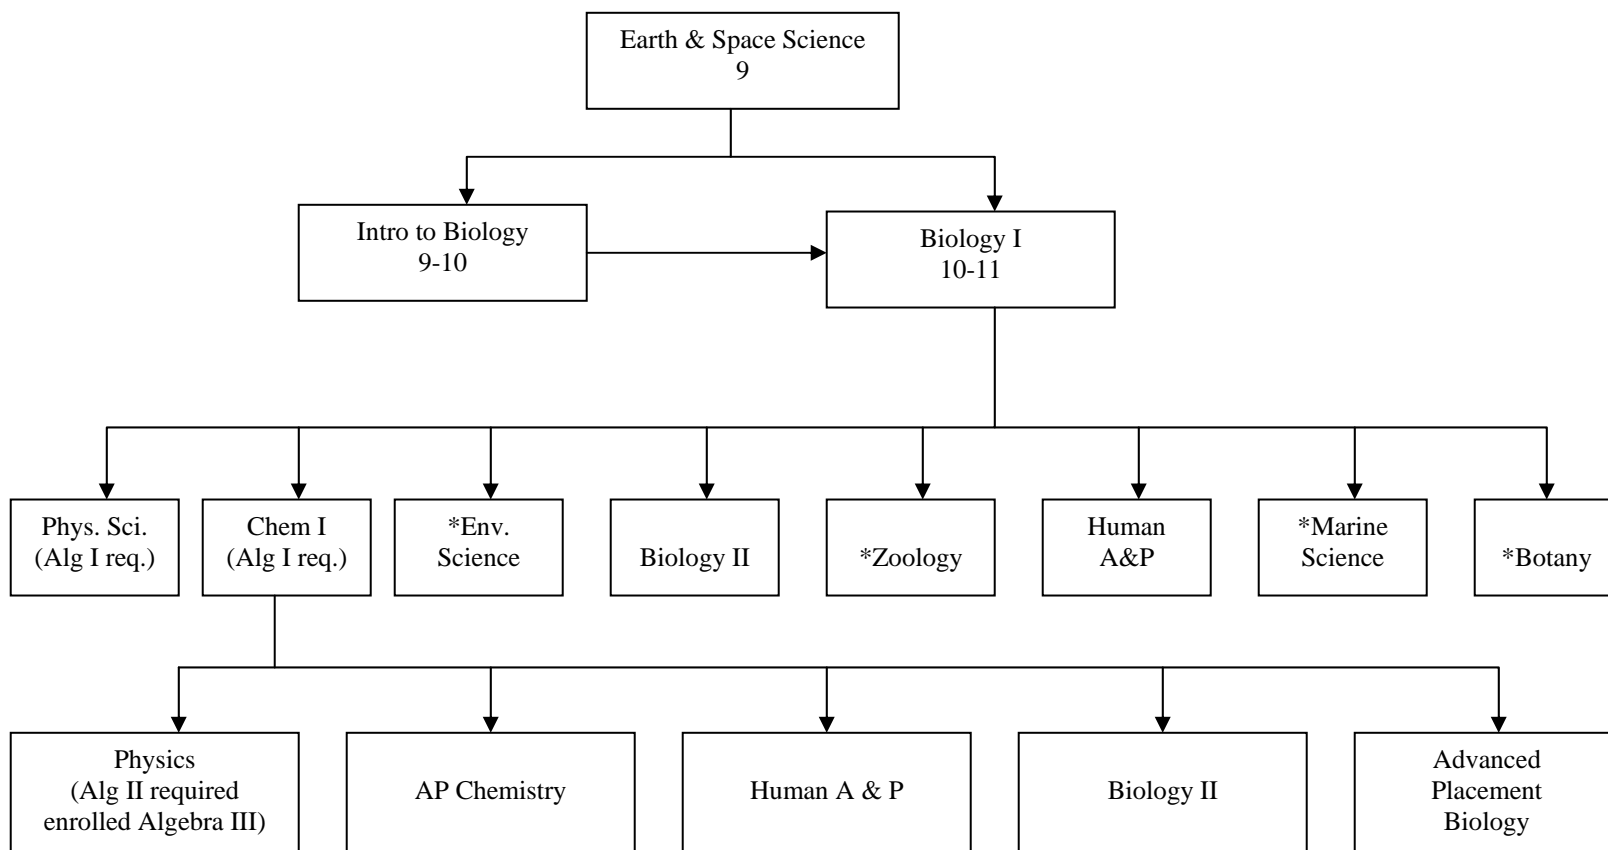 Earth & Space Science
9
Intro to Biology
9-10
Biology I
10-11
Phys. Sci.
(Alg I req.)
Chem I
(Alg I req.)
*Env.
Science
Biology II
*Zoology
Human
A&P
*Marine
Science
*Botany
Physics
(Alg II required
enrolled Algebra III)
AP Chemistry
Human A & P
Biology II
Advanced
Placement
Biology